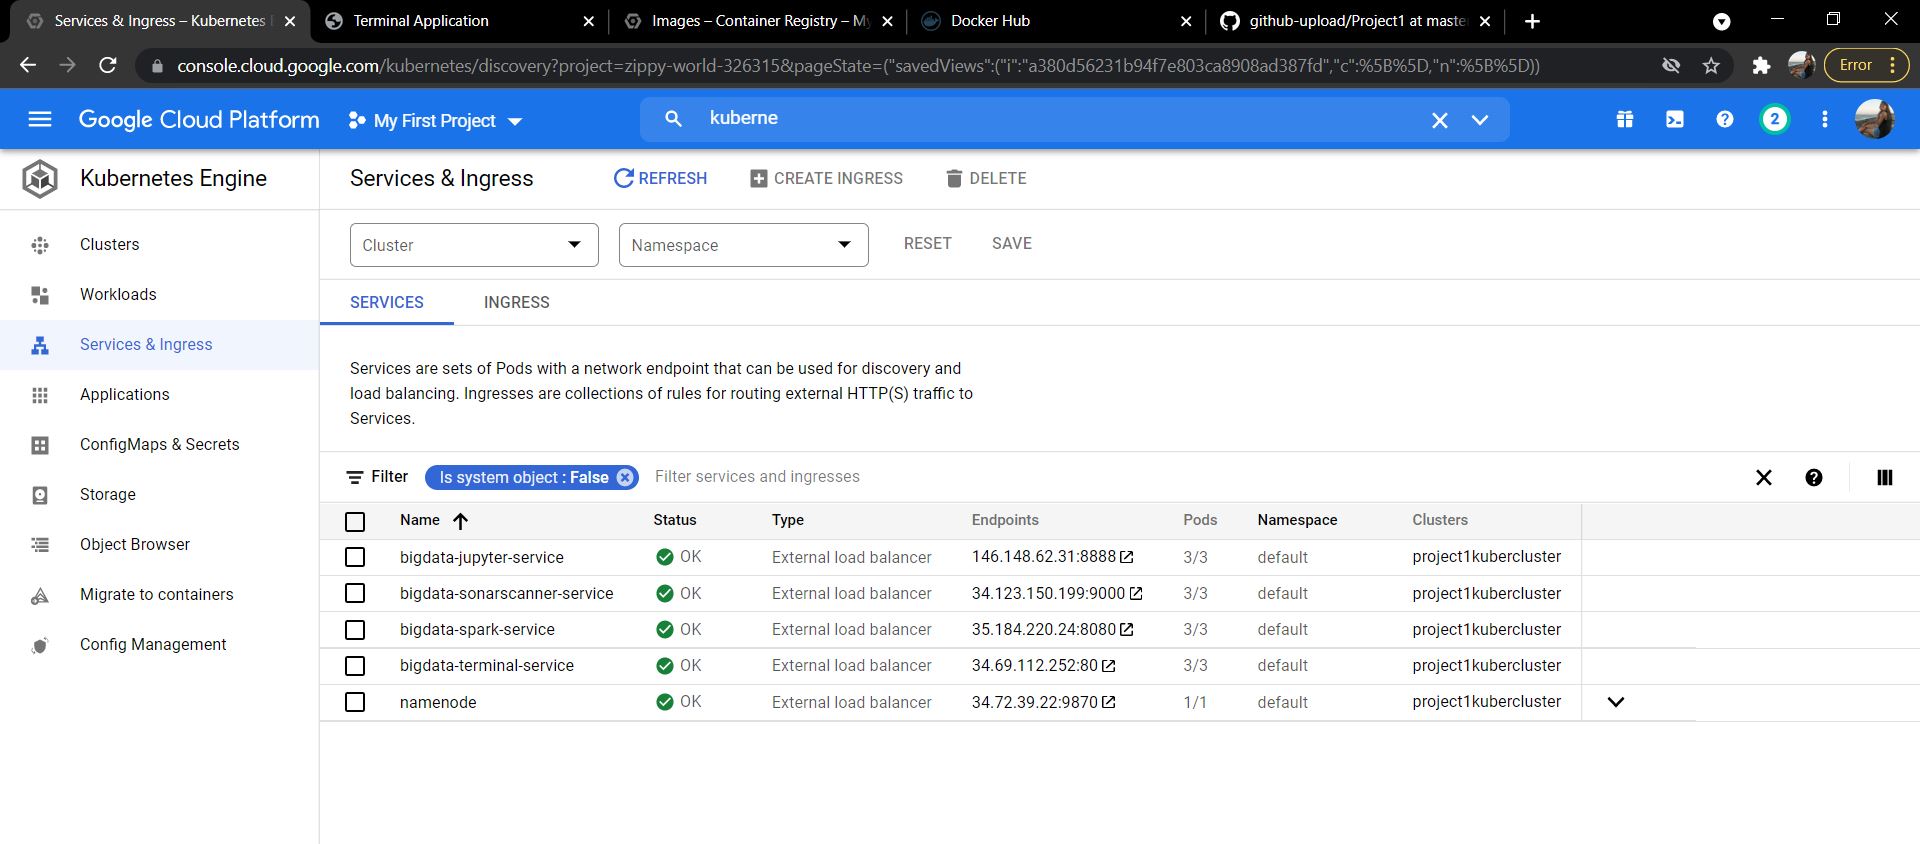 Services & Ingress – Kubernetes E
Terminal Application
Images – Container Registry – My
Docker Hub
github-upload/Project1 at master
console.cloud.google.com/kubernetes/discovery?project=zippy-world-326315&pageState=("savedViews":("i":"a380d56231b94f7e803ca8908ad387fd","c":%5B%5D,"n":%5B%5D))
Error
Google Cloud Platform
My First Project
kuberne
2
Kubernetes Engine
Services & Ingress
REFRESH
CREATE INGRESS
DELETE
Clusters
Workloads
Services & Ingress
Applications
ConfigMaps & Secrets
Storage
Object Browser
Migrate to containers
Config Management
Cluster
Namespace
RESET
SAVE
SERVICES
INGRESS
Services are sets of Pods with a network endpoint that can be used for discovery and
load balancing. Ingresses are collections of rules for routing external HTTP(S) traffic to
Services.
Filter
Is system object : False
Filter services and ingresses
Name Status Type Endpoints Pods Namespace Clusters
bigdata-jupyter-service OK External load balancer 146.148.62.31:8888 3/3 default project1kubercluster
bigdata-sonarscanner-service OK External load balancer 34.123.150.199:9000 3/3 default project1kubercluster
bigdata-spark-service OK External load balancer 35.184.220.24:8080 3/3 default project1kubercluster
bigdata-terminal-service OK External load balancer 34.69.112.252:80 3/3 default project1kubercluster
namenode OK External load balancer 34.72.39.22:9870 1/1 default project1kubercluster